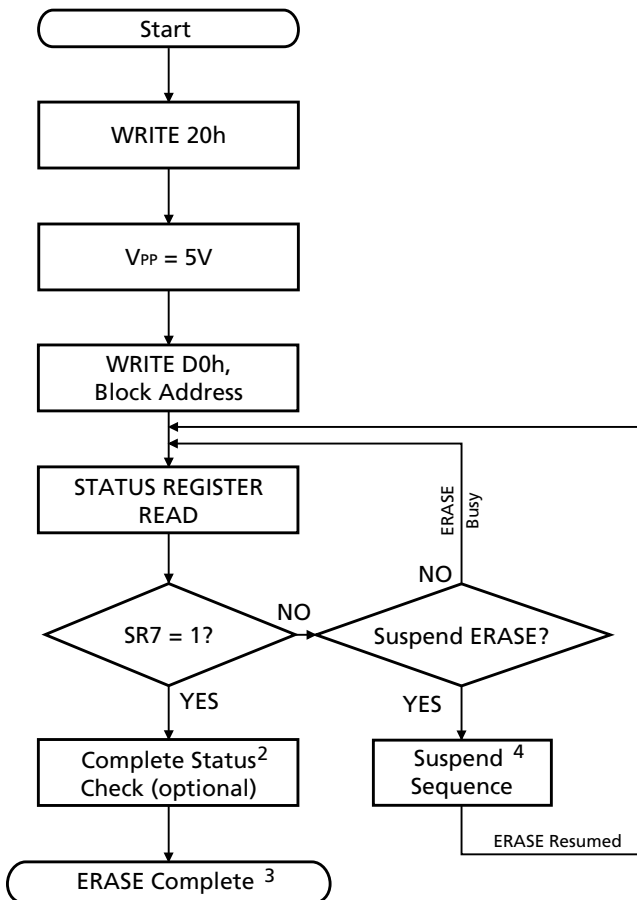 Start
WRITE 20h
VPP = 5V
WRITE D0h,
Block Address
STATUS REGISTER
READ
ERASE
Busy
NO
SR7 = 1?
NO
Suspend ERASE?
YES
YES
Complete Status2
Check (optional)
Suspend 4
Sequence
ERASE Resumed
ERASE Complete 3